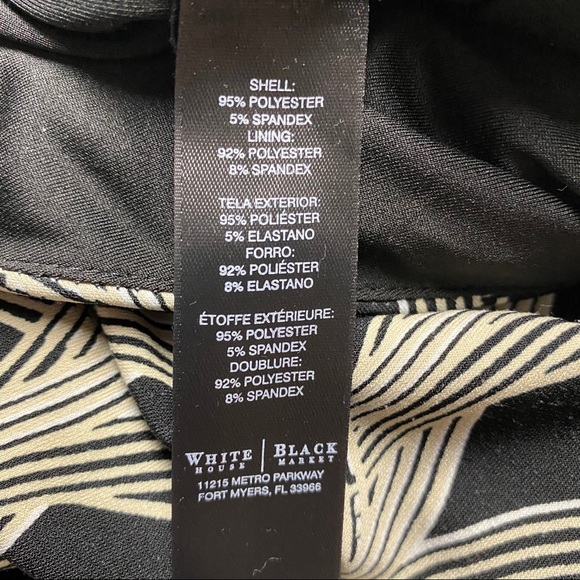 SHELL:
95% POLYESTER
5% SPANDEX
LINING:
92% POLYESTER
8% SPANDEX
TELA EXTERIOR:
95% POLIÉSTER
5% ELASTANO
FORRO:
92% POLIÉSTER
8% ELASTANO
ÉTOFFE EXTÉRIEURE:
95% POLYESTER
5% SPANDEX
DOUBLURE:
92% POLYESTER
8% SPANDEX
WHITE | BLACK
HOUSE | MARKET
11215 METRO PARKWAY
FORT MYERS, FL 33966